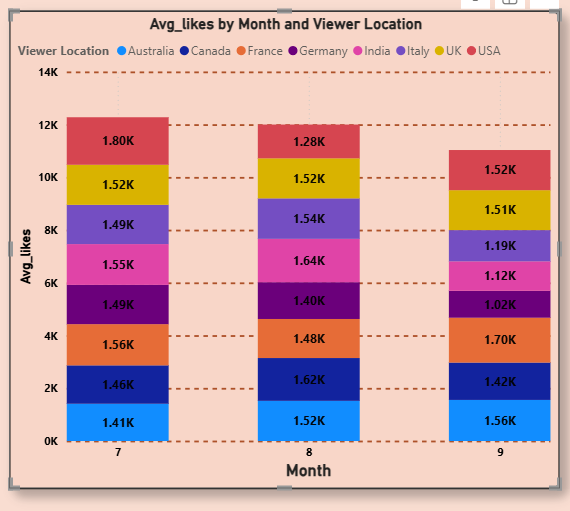 Avg_likes by Month and Viewer Location
Viewer Location Australia Canada France Germany India Italy UK USA
14K
12K
10K
8K
6K
4K
2K
0K
Avg_likes
1.80K
1.52K
1.49K
1.55K
1.49K
1.56K
1.46K
1.41K
1.28K
1.52K
1.54K
1.64K
1.40K
1.48K
1.62K
1.52K
1.52K
1.51K
1.19K
1.12K
1.02K
1.70K
1.42K
1.56K
7 8 9
Month